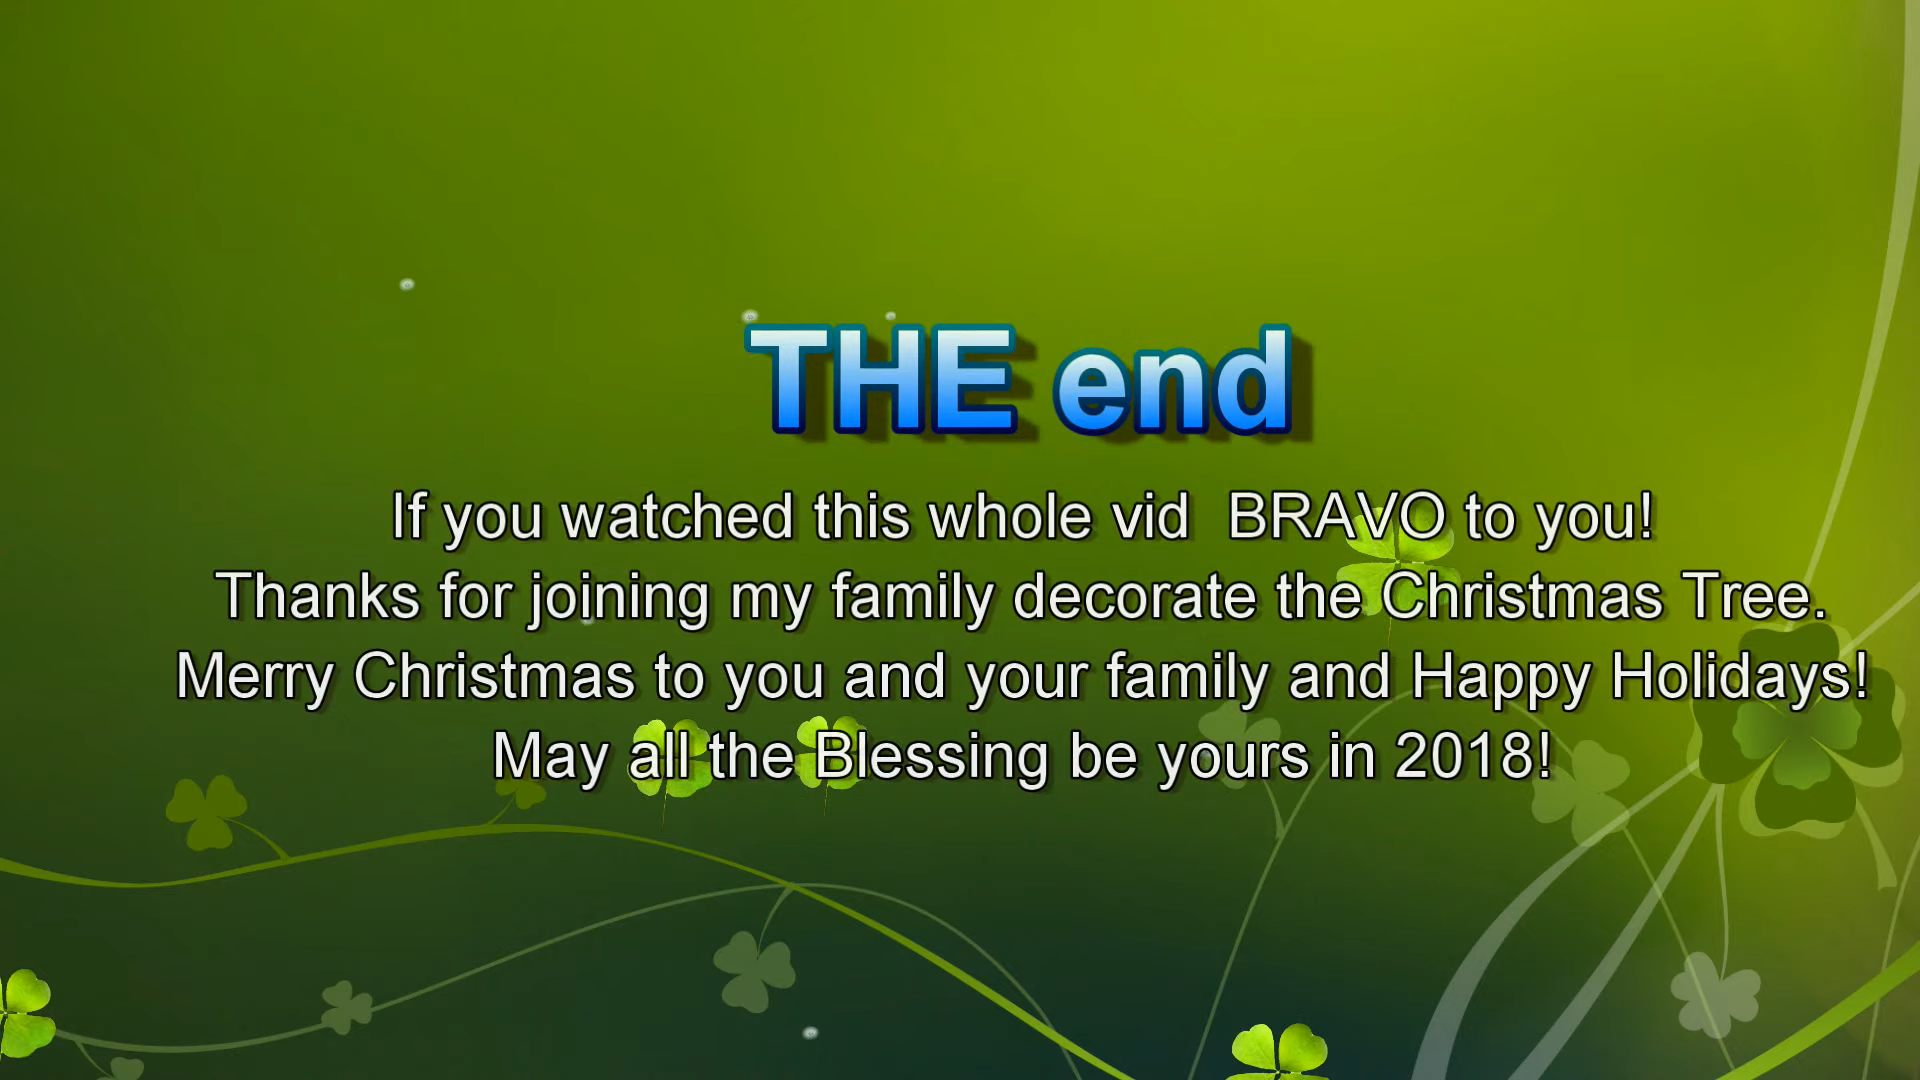 THE end
If you watched this whole vid  BRAVO to you!
Thanks for joining my family decorate the Christmas Tree.
Merry Christmas to you and your family and Happy Holidays!
May all the Blessing be yours in 2018!